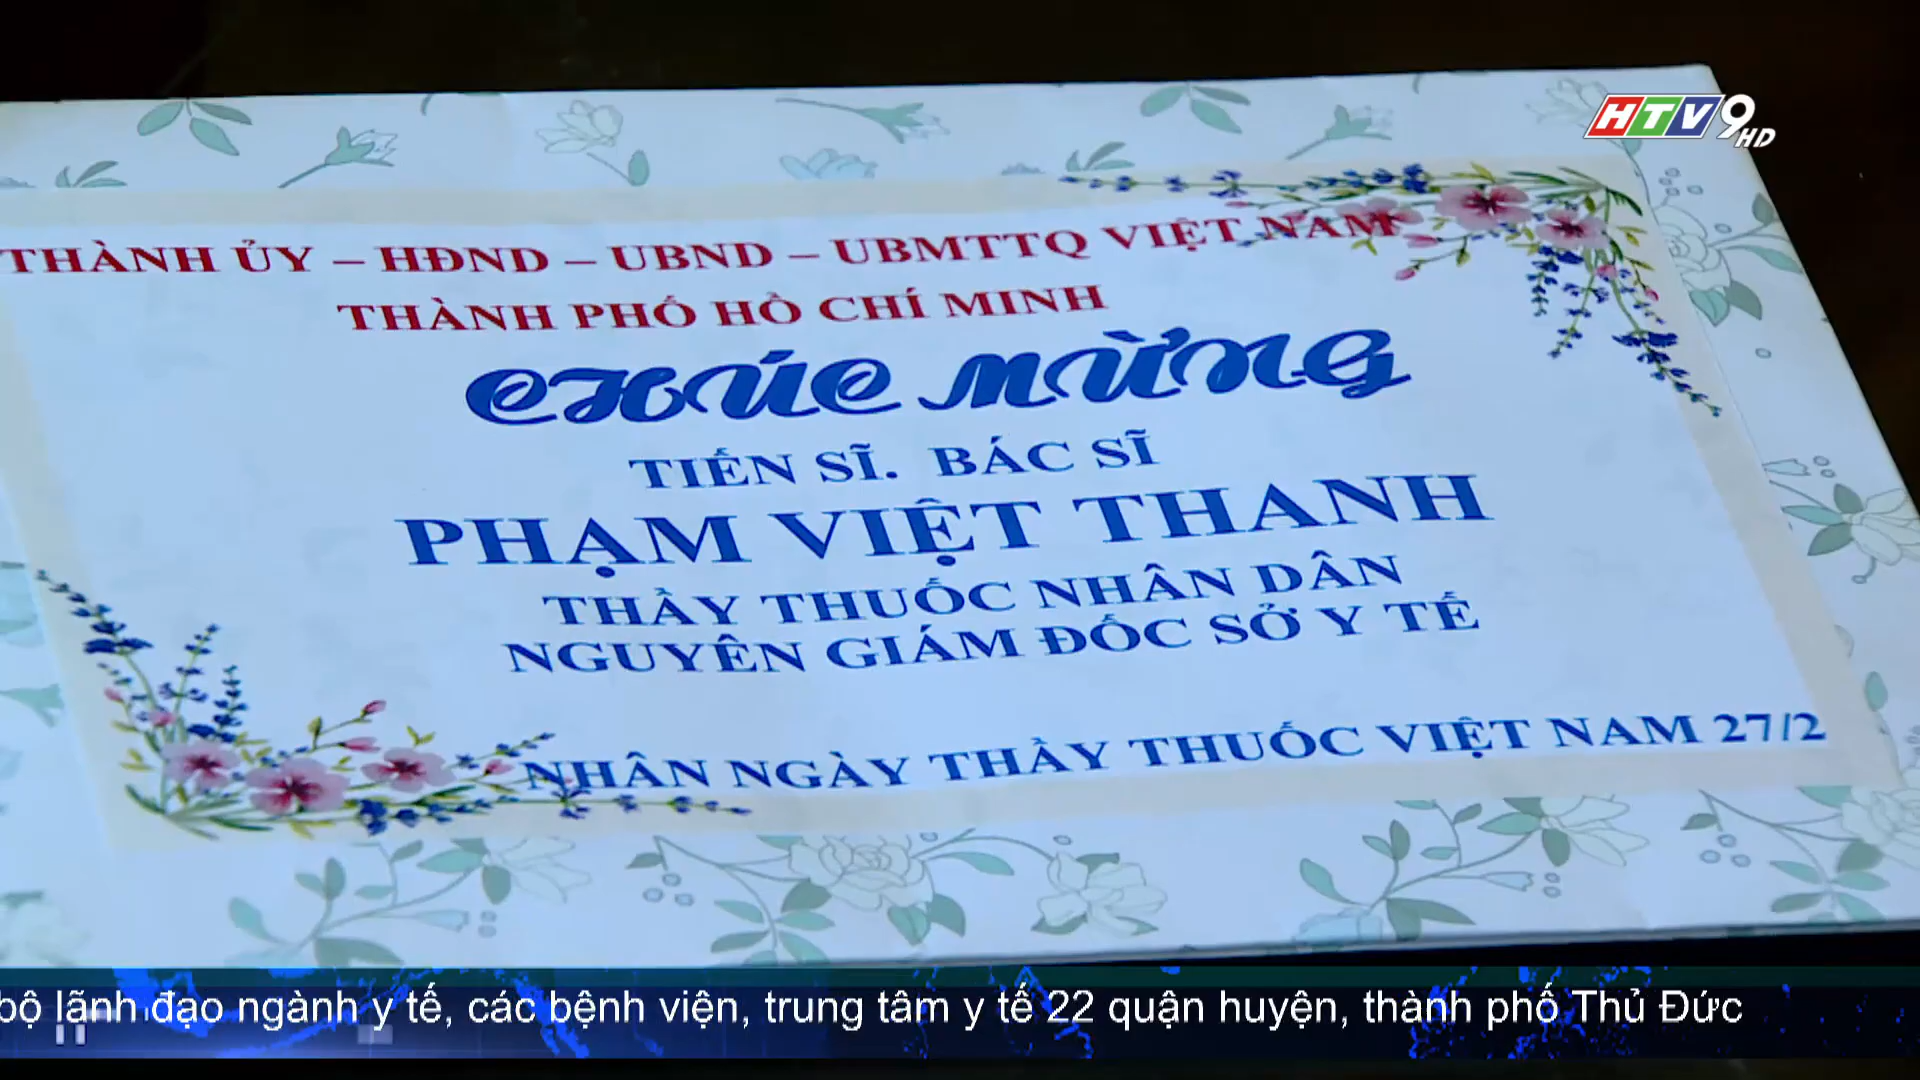 HTV9 HD
THÀNH ỦY – HĐND – UBND – UBMTTQ VIỆT NAM
THÀNH PHỐ HỒ CHÍ MINH
CHÚC MỪNG
TIẾN SĨ. BÁC SĨ
PHẠM VIỆT THANH
THẦY THUỐC NHÂN DÂN
NGUYÊN GIÁM ĐỐC SỞ Y TẾ
NHÂN NGÀY THẦY THUỐC VIỆT NAM 27/2
bộ lãnh đạo ngành y tế, các bệnh viện, trung tâm y tế 22 quận huyện, thành phố Thủ Đức